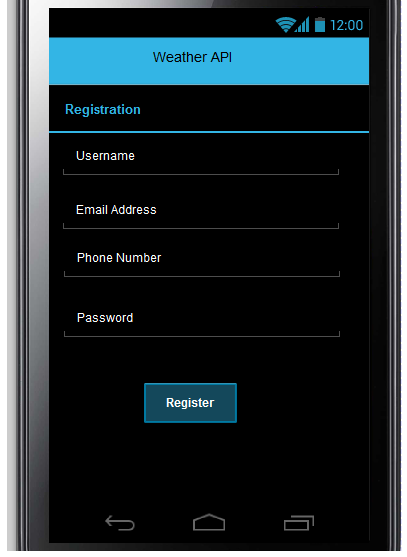 12:00
Weather API
Registration
Username
Email Address
Phone Number
Password
Register